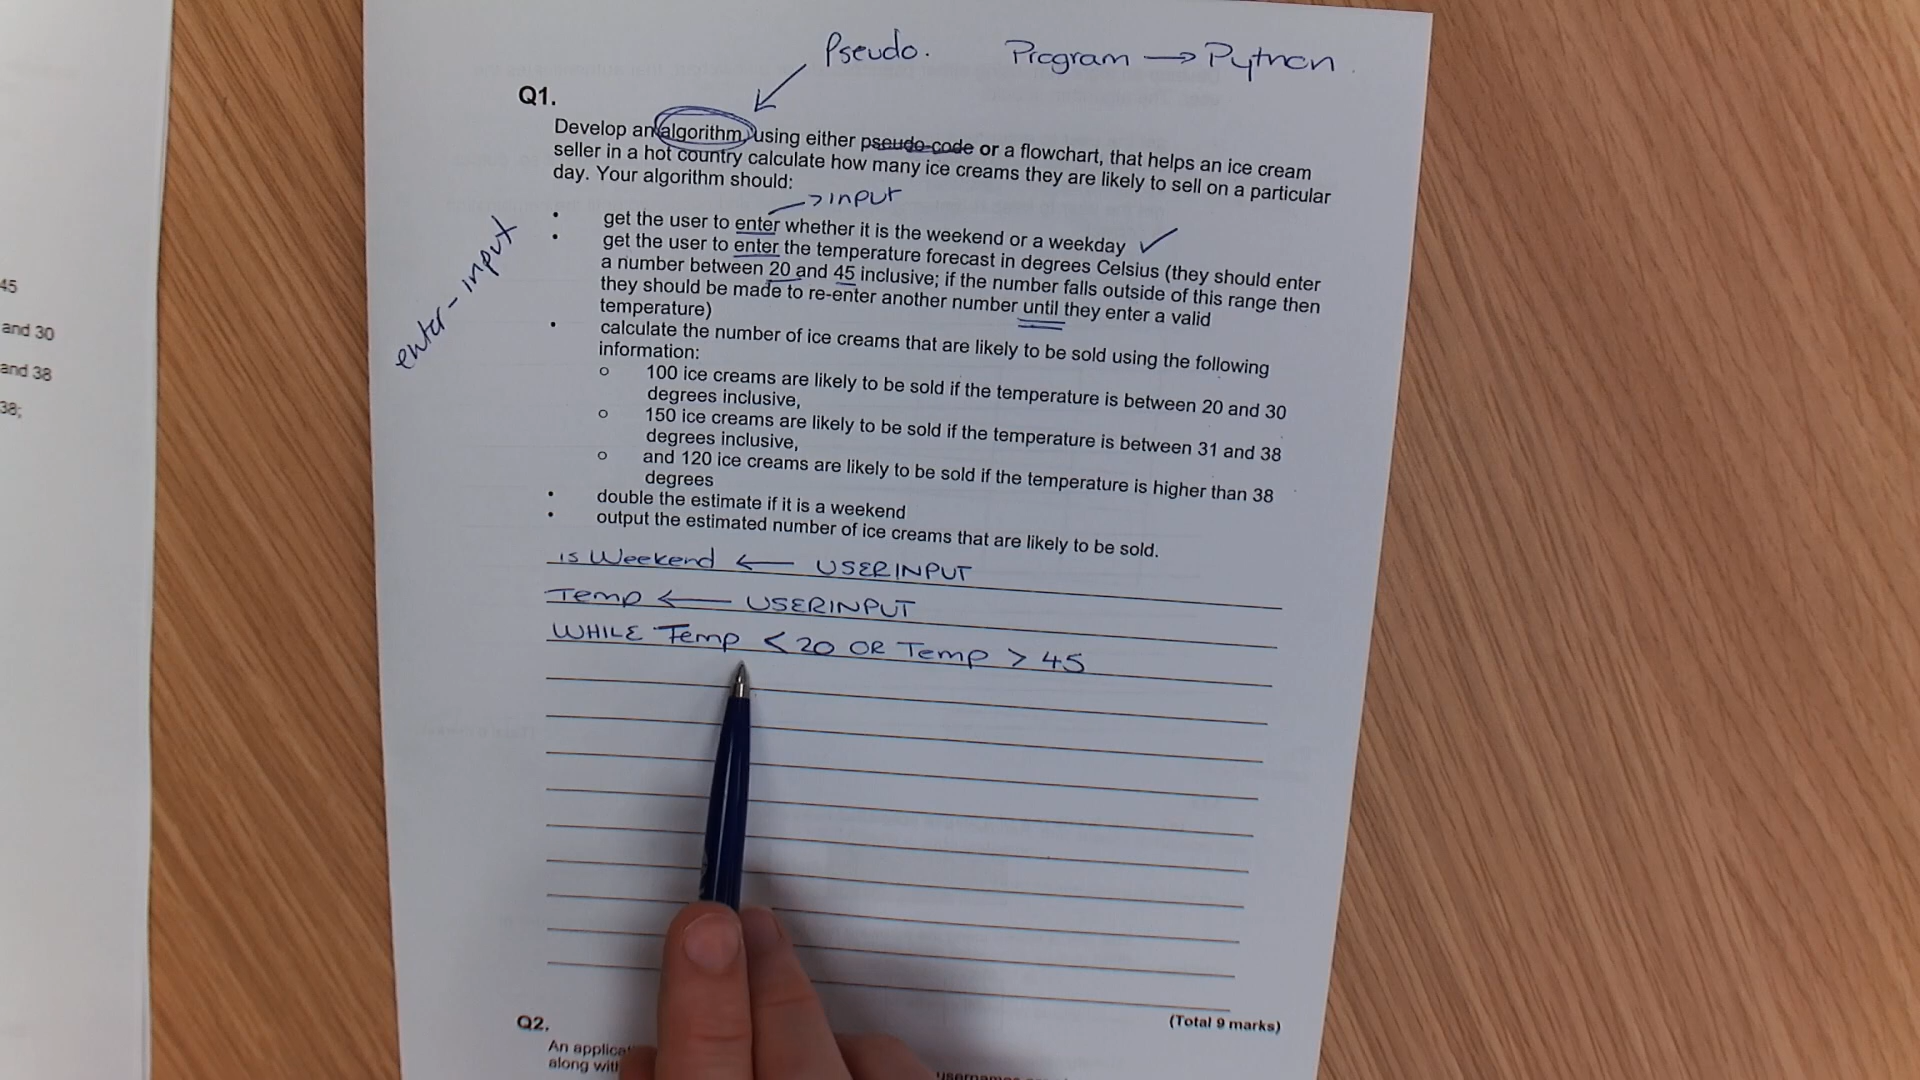 Pseudo. Program → Python.
Q1.
Develop an algorithm, using either pseudo-code or a flowchart, that helps an ice cream
seller in a hot country calculate how many ice creams they are likely to sell on a particular
day. Your algorithm should:
→ input
• get the user to enter whether it is the weekend or a weekday ✓
• get the user to enter the temperature forecast in degrees Celsius (they should enter
a number between 20 and 45 inclusive; if the number falls outside of this range then
they should be made to re-enter another number until they enter a valid
temperature)
enter - input
• calculate the number of ice creams that are likely to be sold using the following
information:
o 100 ice creams are likely to be sold if the temperature is between 20 and 30
degrees inclusive,
o 150 ice creams are likely to be sold if the temperature is between 31 and 38
degrees inclusive,
o and 120 ice creams are likely to be sold if the temperature is higher than 38
degrees
• double the estimate if it is a weekend
• output the estimated number of ice creams that are likely to be sold.
is Weekend ← USERINPUT
Temp ← USERINPUT
WHILE Temp < 20 OR Temp > 45
(Total 9 marks)
Q2.
An
along
45
and 30
and 38
38;